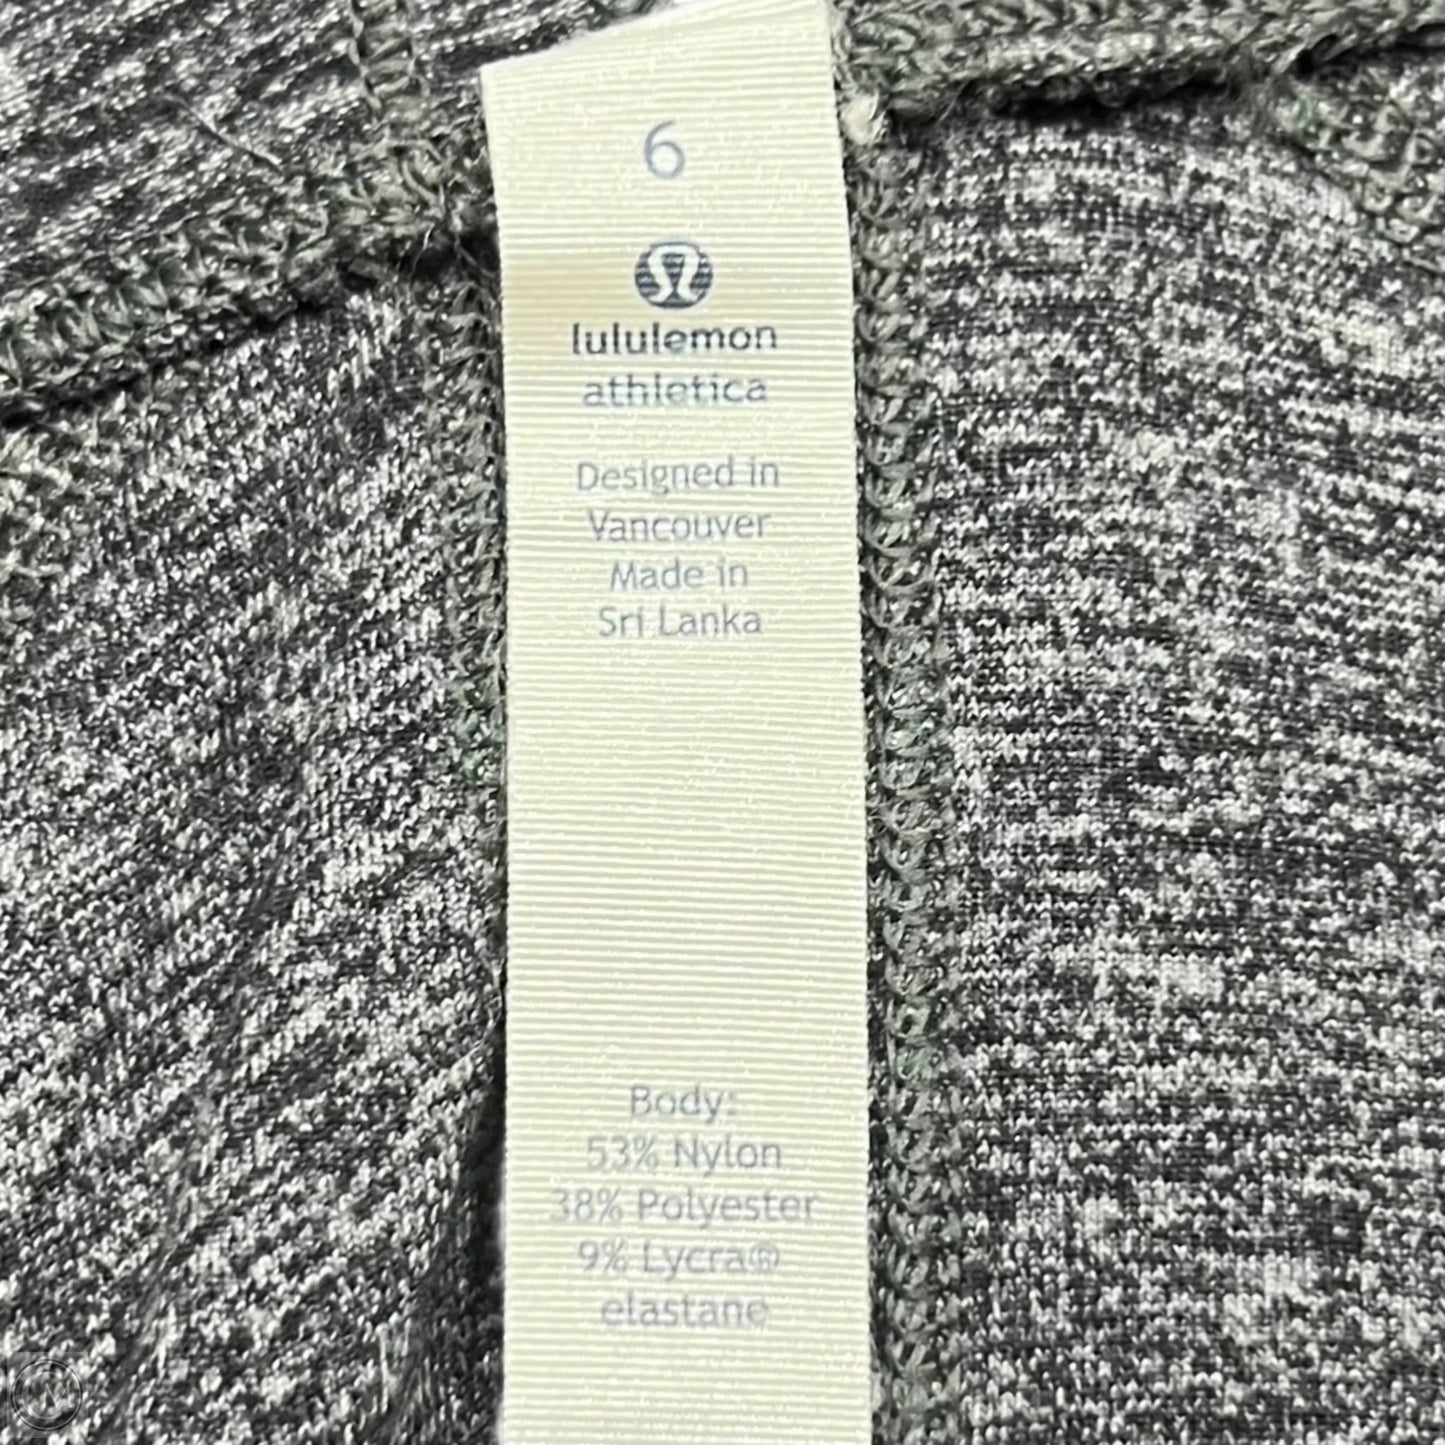 6
lululemon
athletica
Designed in
Vancouver
Made in
Sri Lanka
Body:
53% Nylon
38% Polyester
9% Lycra®
elastane